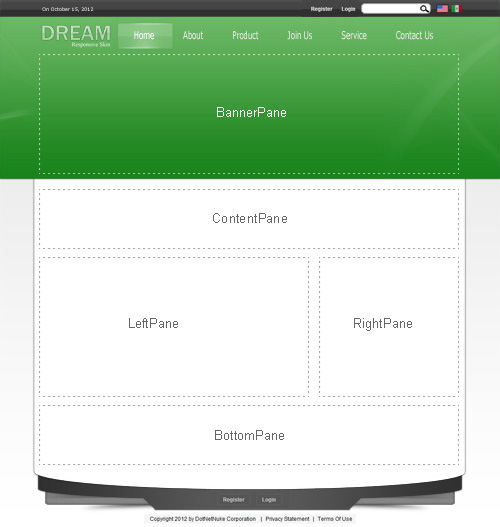 On October 15, 2012 Register Login
DREAM
Responsive Skin
Home About Product Join Us Service Contact Us
BannerPane
ContentPane
LeftPane RightPane
BottomPane
Register Login
Copyright 2012 by DotNetNuke Corporation | Privacy Statement | Terms Of Use